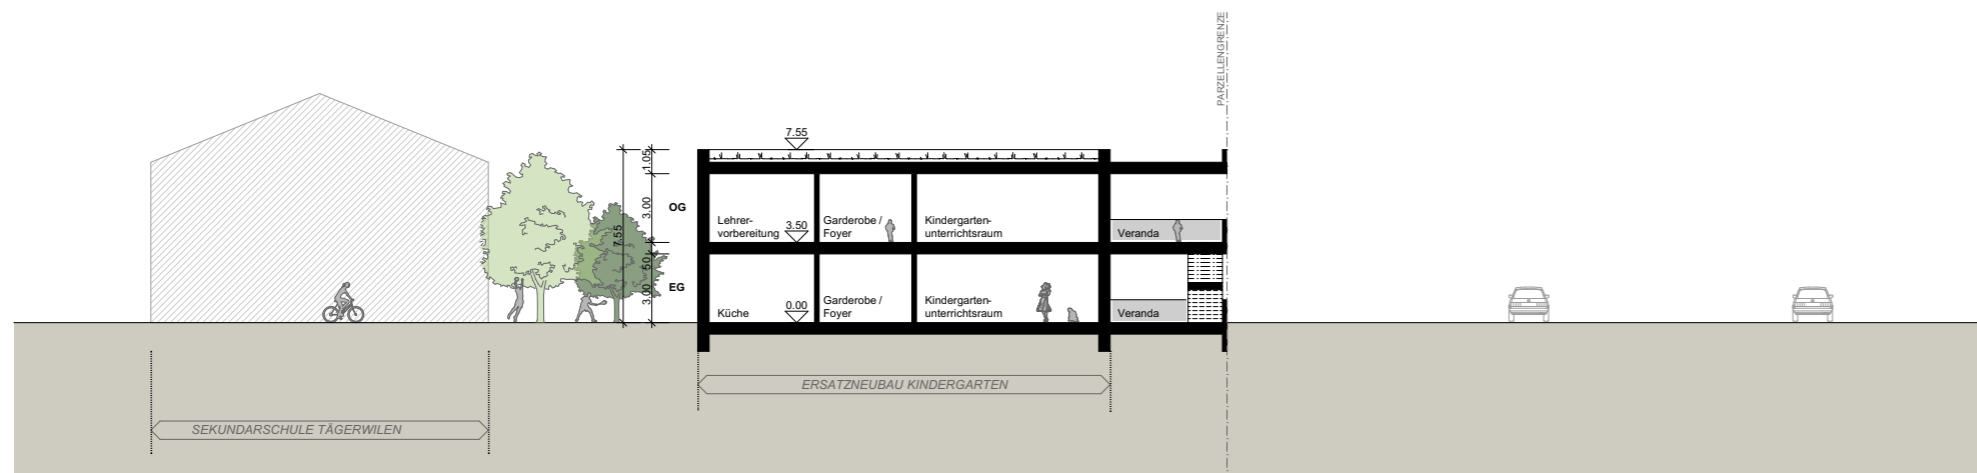 PARZELLENGRENZE
7.55
1.05
3.00
7.55
50
3.00
OG
EG
Lehrer-
vorbereitung
3.50
Garderobe /
Foyer
Kindergarten-
unterrichtsraum
Veranda
Küche
0.00
Garderobe /
Foyer
Kindergarten-
unterrichtsraum
Veranda
ERSATZNEUBAU KINDERGARTEN
SEKUNDARSCHULE TÄGERWILEN